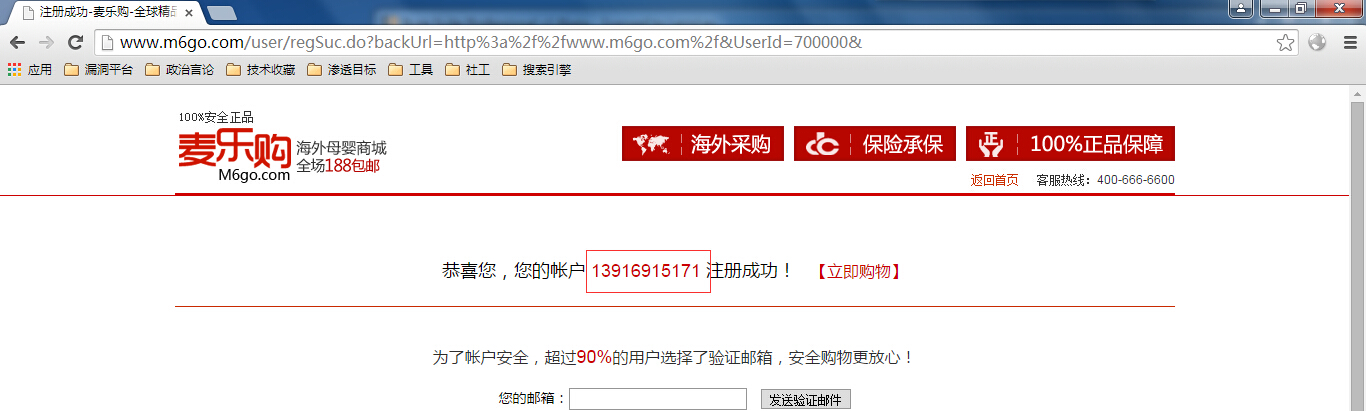 注册成功-麦乐购-全球精品
www.m6go.com/user/regSuc.do?backUrl=http%3a%2f%2fwww.m6go.com%2f&UserId=700000&
应用 漏洞平台 政治言论 技术收藏 渗透目标 工具 社工 搜索引擎
100%安全正品
麦乐购 海外母婴商城
M6go.com 全场188包邮
海外采购 保险承保 正 100%正品保障
返回首页 客服热线：400-666-6600
恭喜您，您的帐户 13916915171 注册成功！ 【立即购物】
为了帐户安全，超过90%的用户选择了验证邮箱，安全购物更放心！
您的邮箱： 发送验证邮件